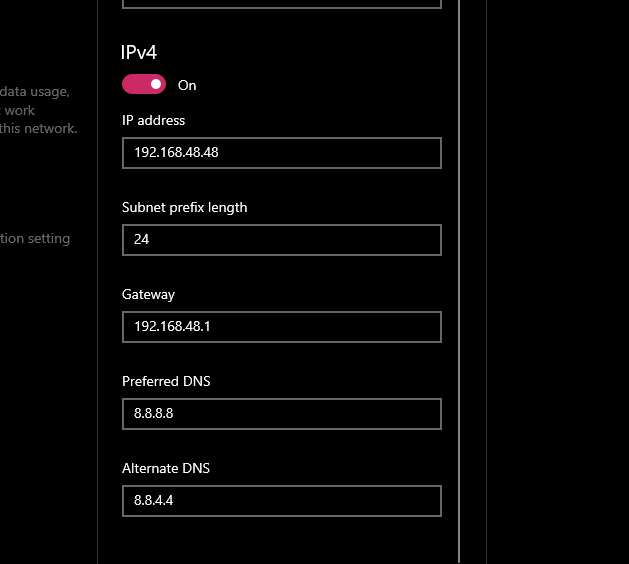 IPv4
On
data usage,
work
this network.
IP address
192.168.48.48
Subnet prefix length
24
tion setting
Gateway
192.168.48.1
Preferred DNS
8.8.8.8
Alternate DNS
8.8.4.4